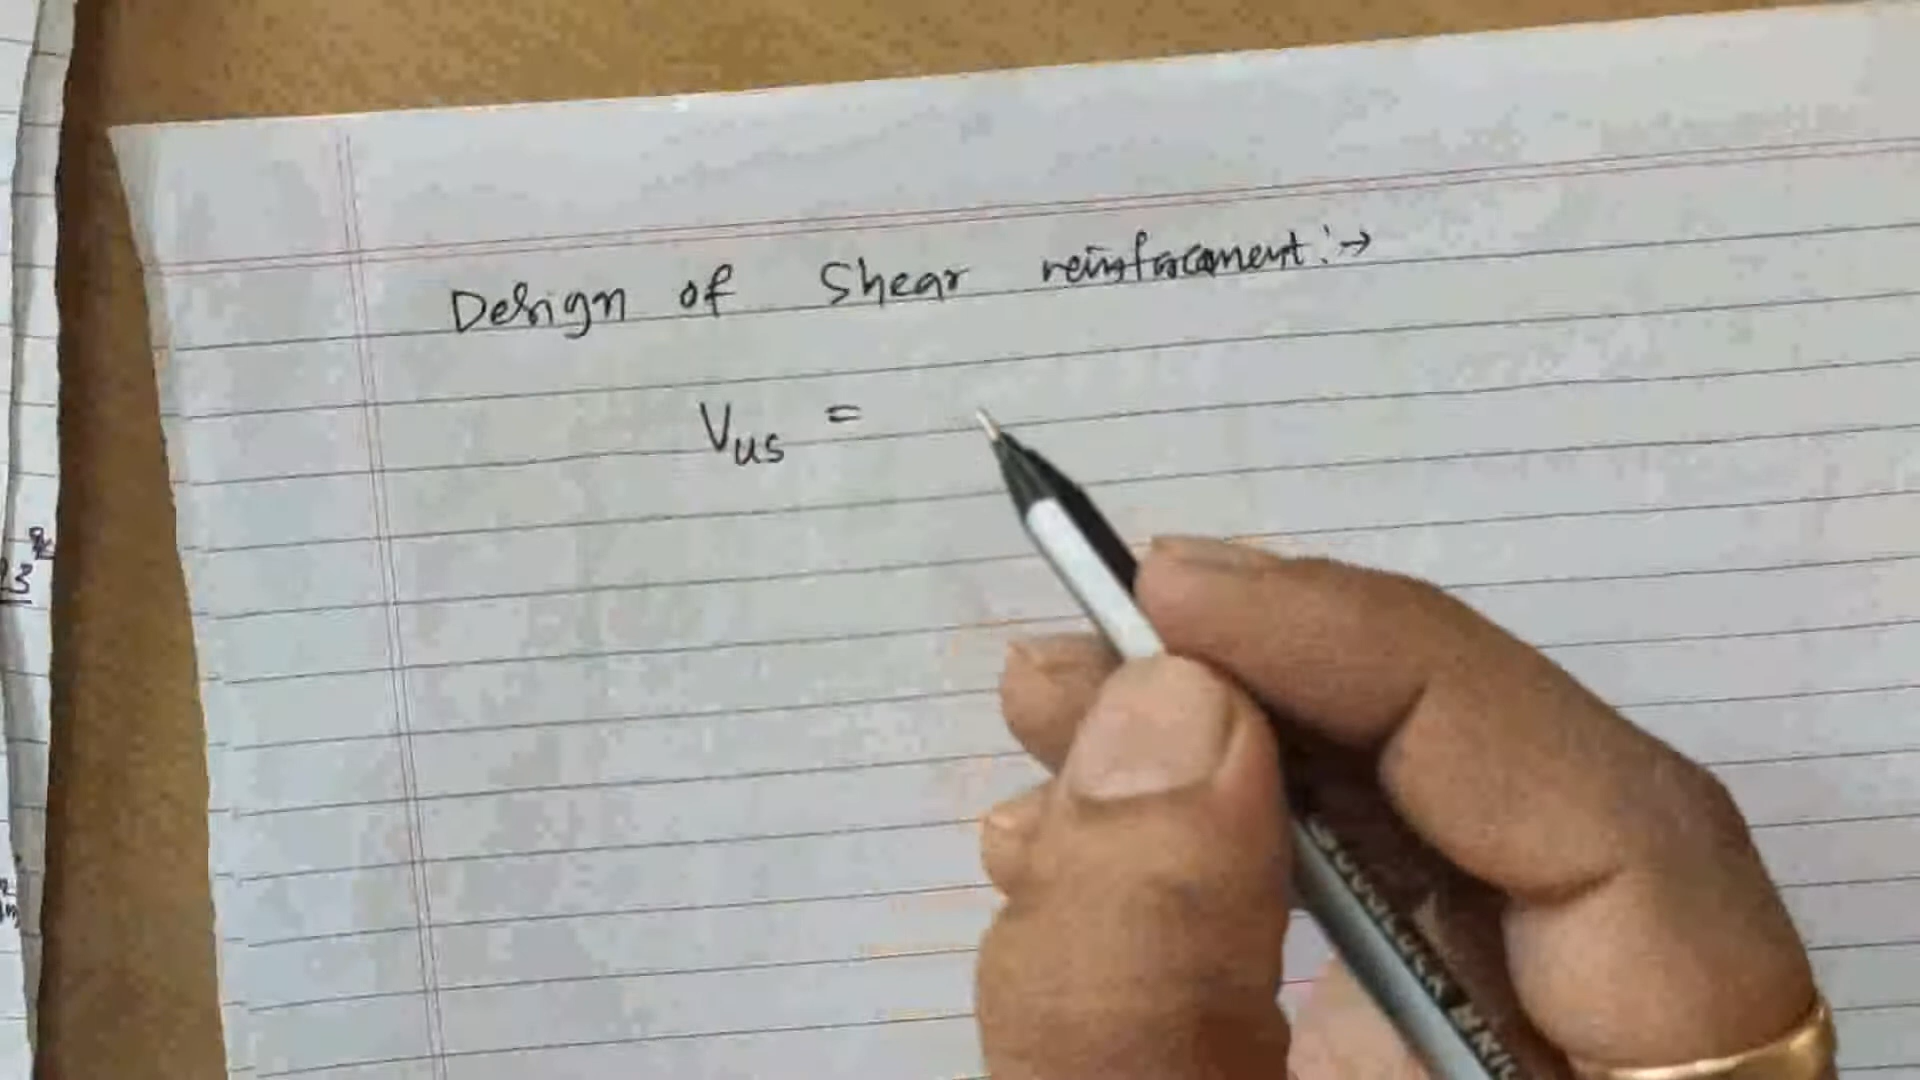 Design of Shear reinforcement :→
Vus =